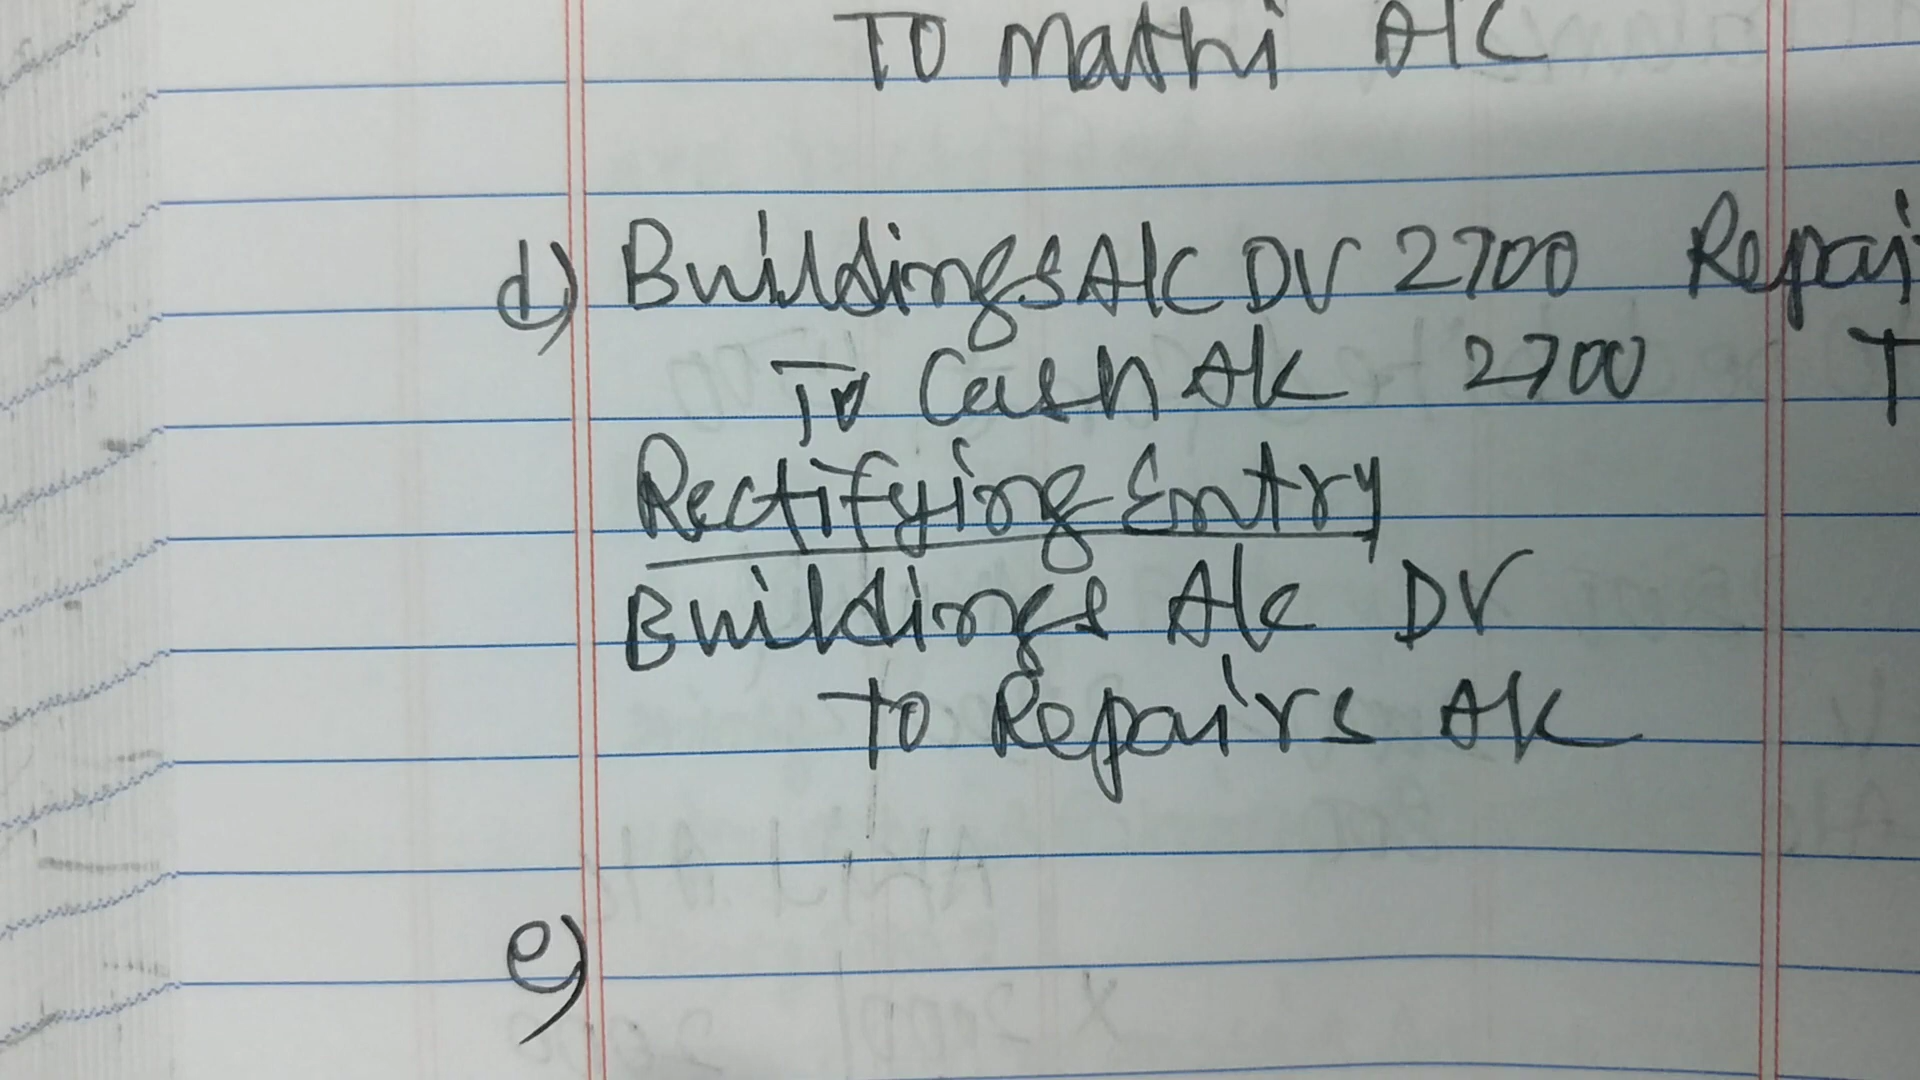 To Mathi A/c
d) Buildings A/c Dr 2700 Repai
To Cash A/c 2700 T
Rectifying Entry
Buildings A/c Dr
To Repairs A/c
e)